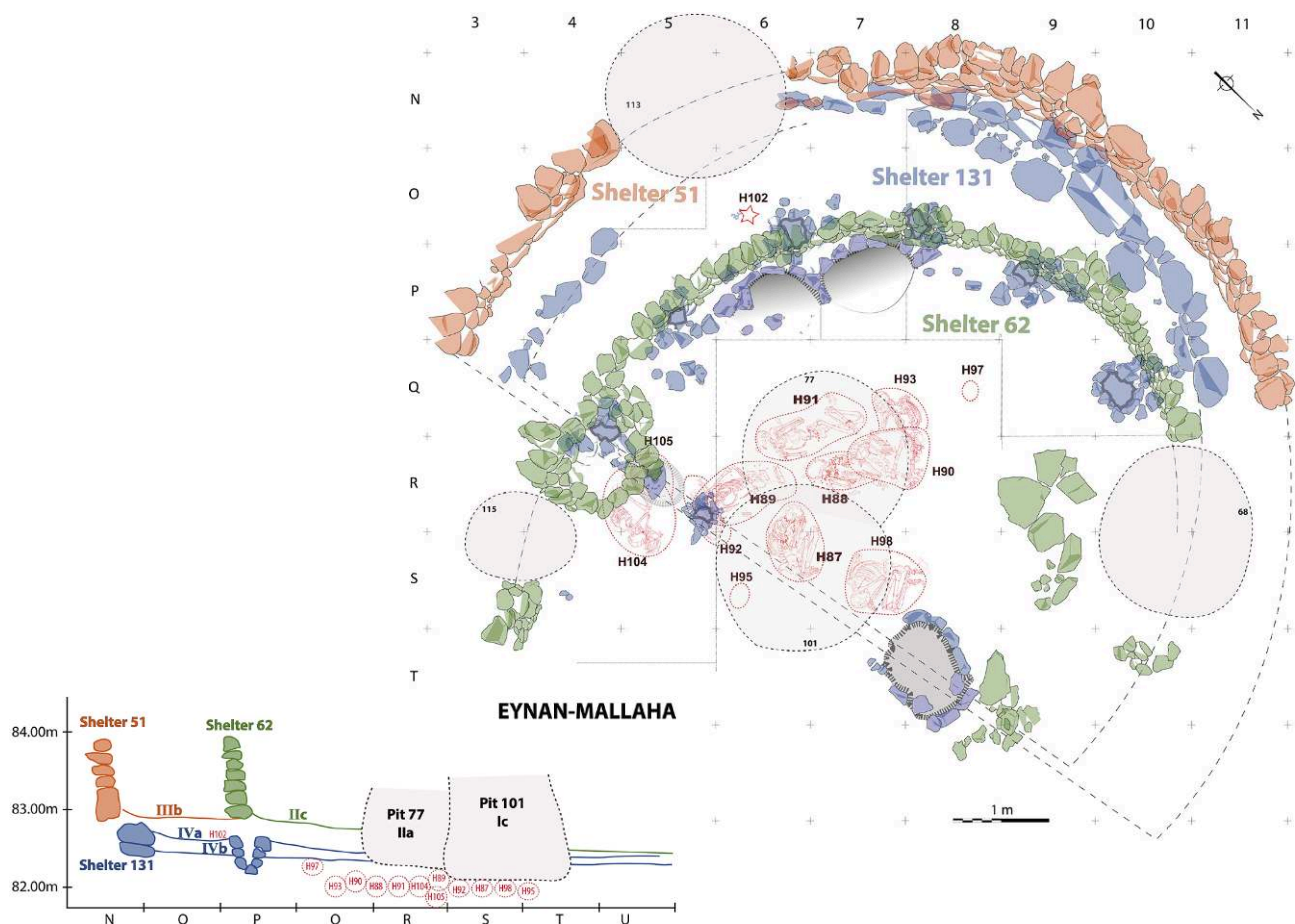 3 4 5 6 7 8 9 10 11
N
113
N
O
Shelter 51
Shelter 131
H102
P
Shelter 62
Q
77
H93
H97
H91
H105
R
H90
H89
H88
115
68
H92
H87
H98
H104
S
H95
101
T
EYNAN-MALLAHA
1 m
Shelter 51
Shelter 62
84.00m
83.00m
82.00m
IIIb
IIc
Pit 77
IIa
Pit 101
Ic
IVa
H102
IVb
Shelter 131
H97
H93 H90 H88 H91 H104 H89 H105 H92 H87 H98 H95
N O P Q R S T U